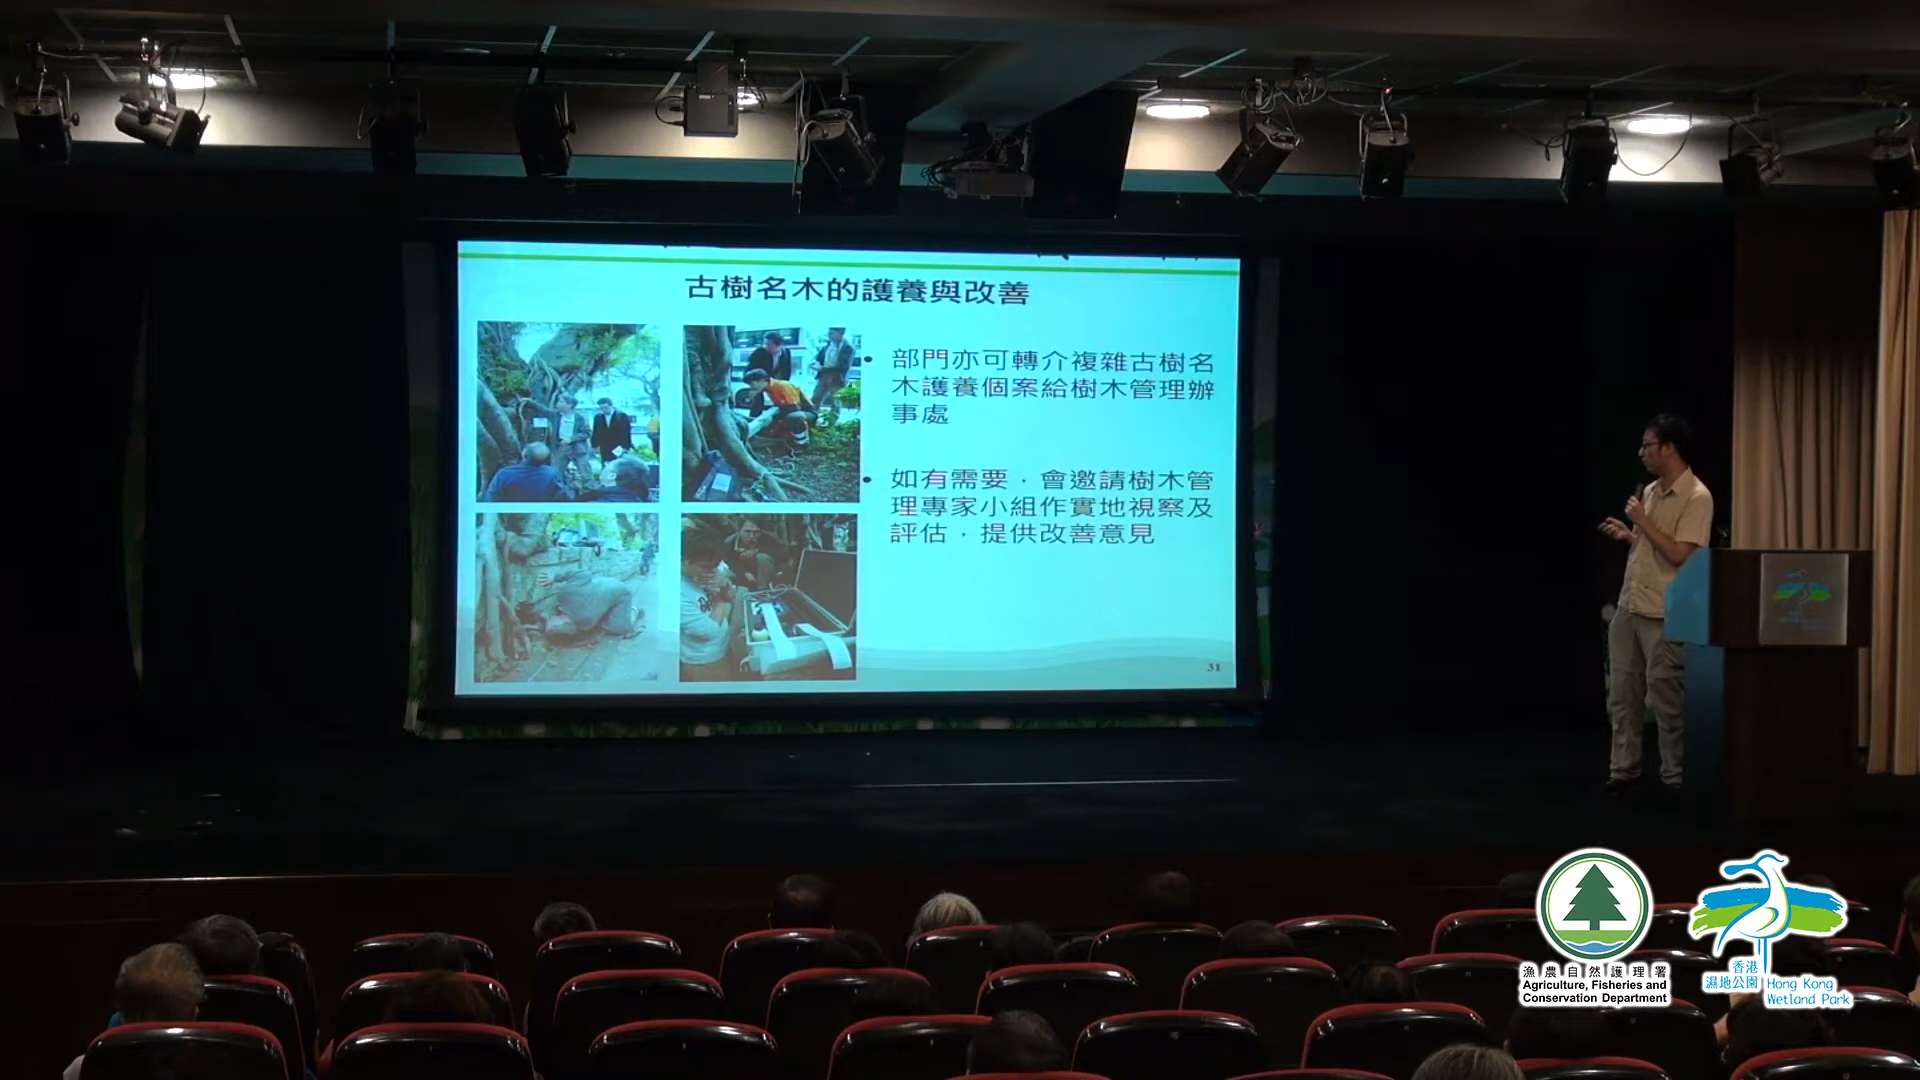 古樹名木的護養與改善
• 部門亦可轉介複雜古樹名
木護養個案給樹木管理辦
事處
• 如有需要，會邀請樹木管
理專家小組作實地視察及
評估，提供改善意見
31
漁農自然護理署
Agriculture, Fisheries and
Conservation Department
香港
濕地公園
Hong Kong
Wetland Park